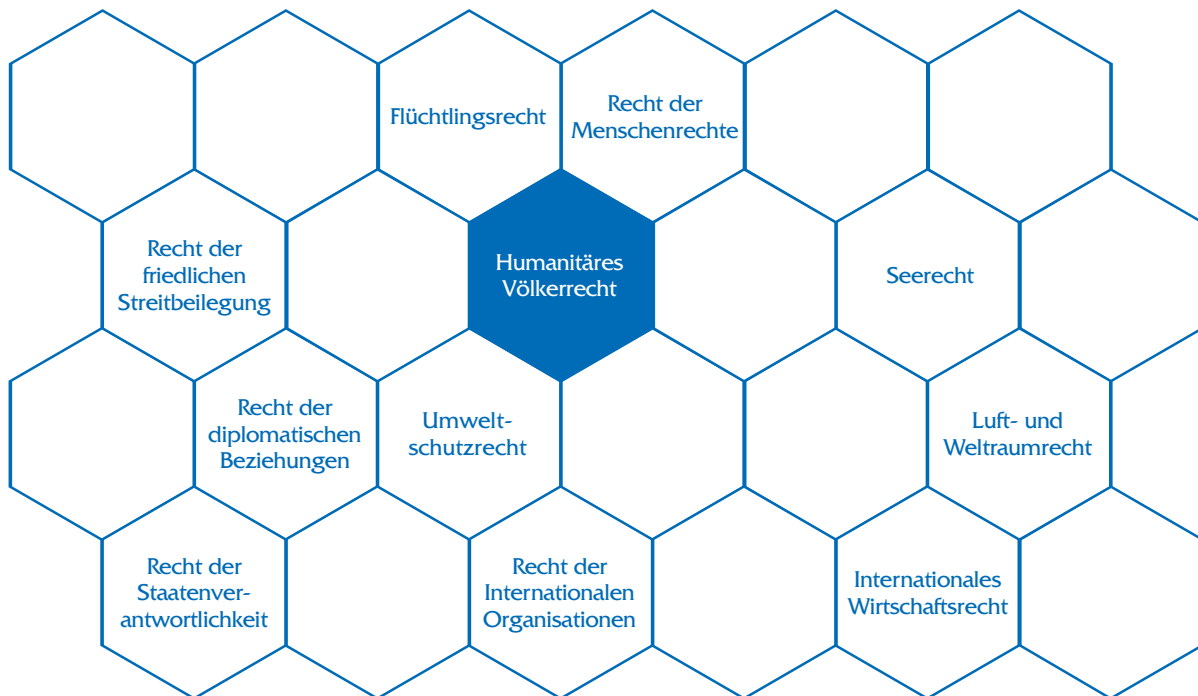 Flüchtlingsrecht
Recht der
Menschenrechte
Recht der
friedlichen
Streitbeilegung
Humanitäres
Völkerrecht
Seerecht
Recht der
diplomatischen
Beziehungen
Umwelt-
schutzrecht
Luft- und
Weltraumrecht
Recht der
Staatenver-
antwortlichkeit
Recht der
Internationalen
Organisationen
Internationales
Wirtschaftsrecht